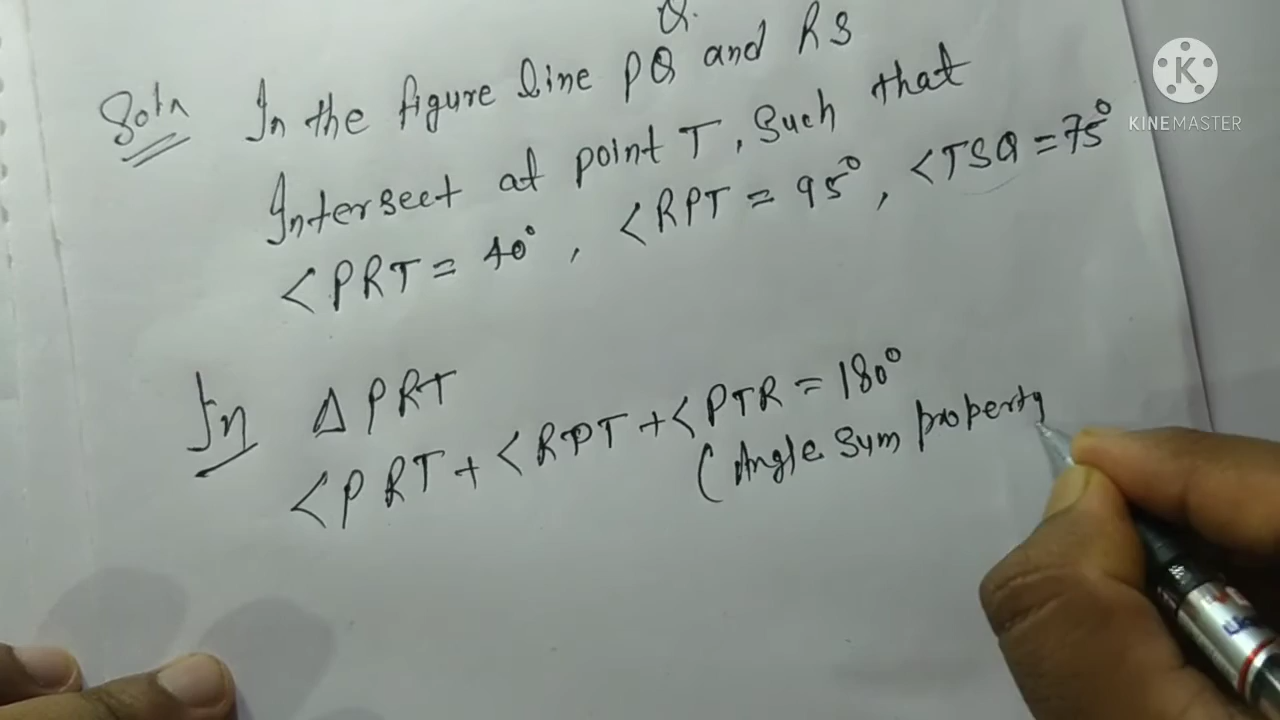 Q.
Soln In the figure line PQ and RS
Intersect at point T, Such that
<PRT = 40°, <RPT = 95°, <TSQ = 75°
In Δ PRT
<PRT + <RPT + <PTR = 180°
(Angle Sum property
K
KINEMASTER